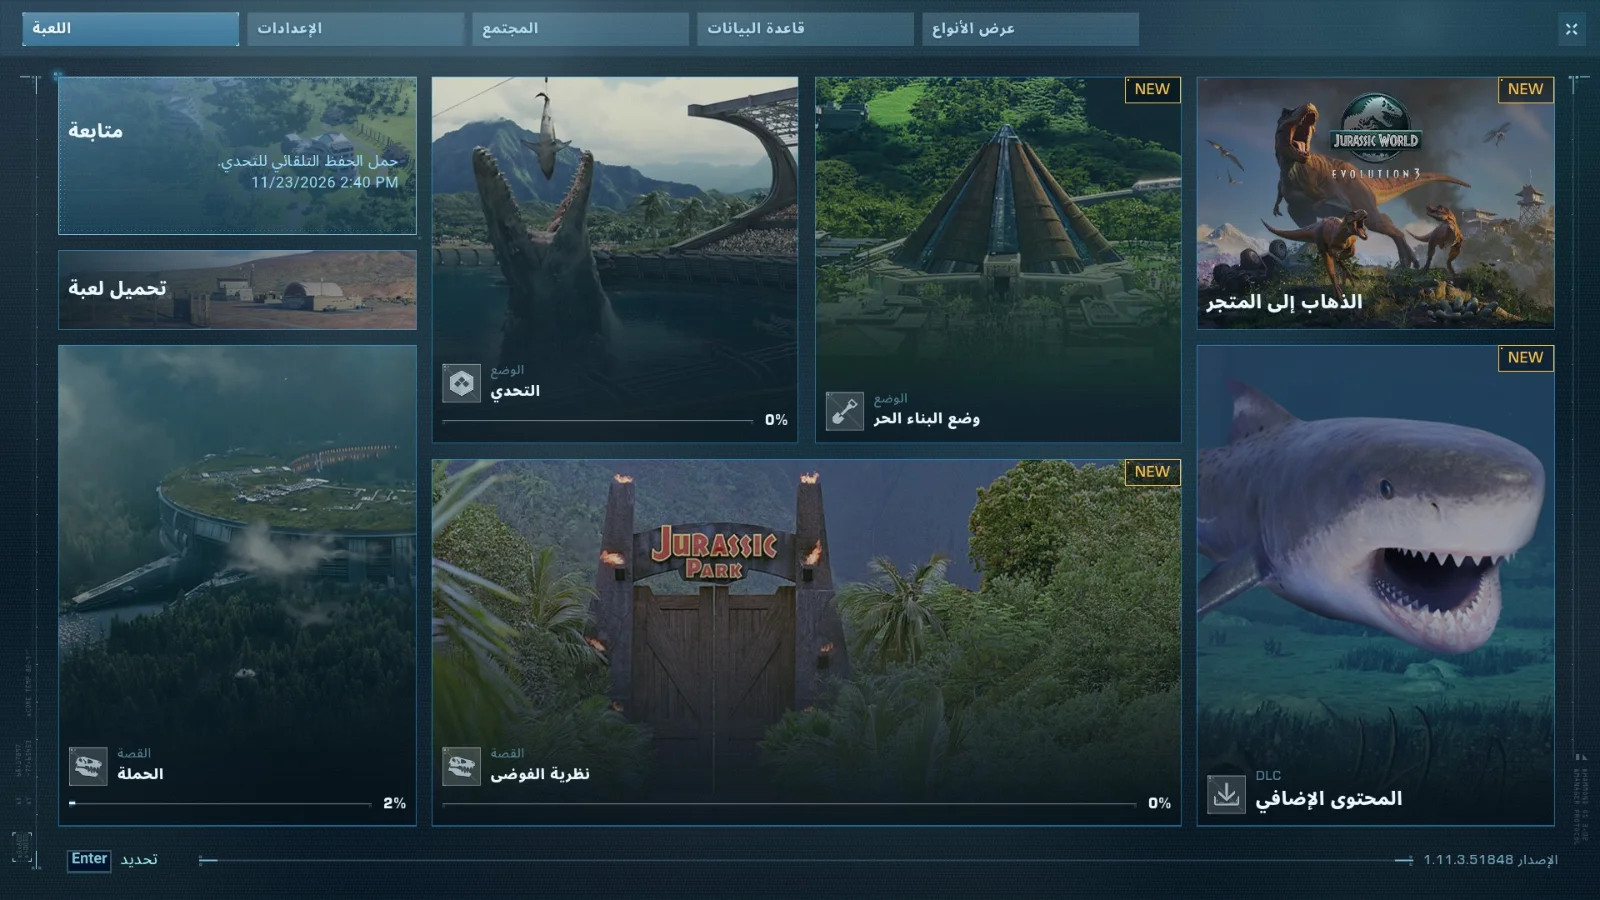 اللعبة
الإعدادات
المجتمع
قاعدة البيانات
عرض الأنواع
متابعة
حمل الحفظ التلقائي للتحدي.
11/23/2026 2:40 PM
تحميل لعبة
القصة
الحملة
2%
الوضع
التحدي
0%
NEW
الوضع
وضع البناء الحر
NEW
JURASSIC PARK
القصة
نظرية الفوضى
0%
NEW
JURASSIC WORLD
EVOLUTION 3
الذهاب إلى المتجر
NEW
DLC
المحتوى الإضافي
Enter تحديد
الإصدار 1.11.3.51848